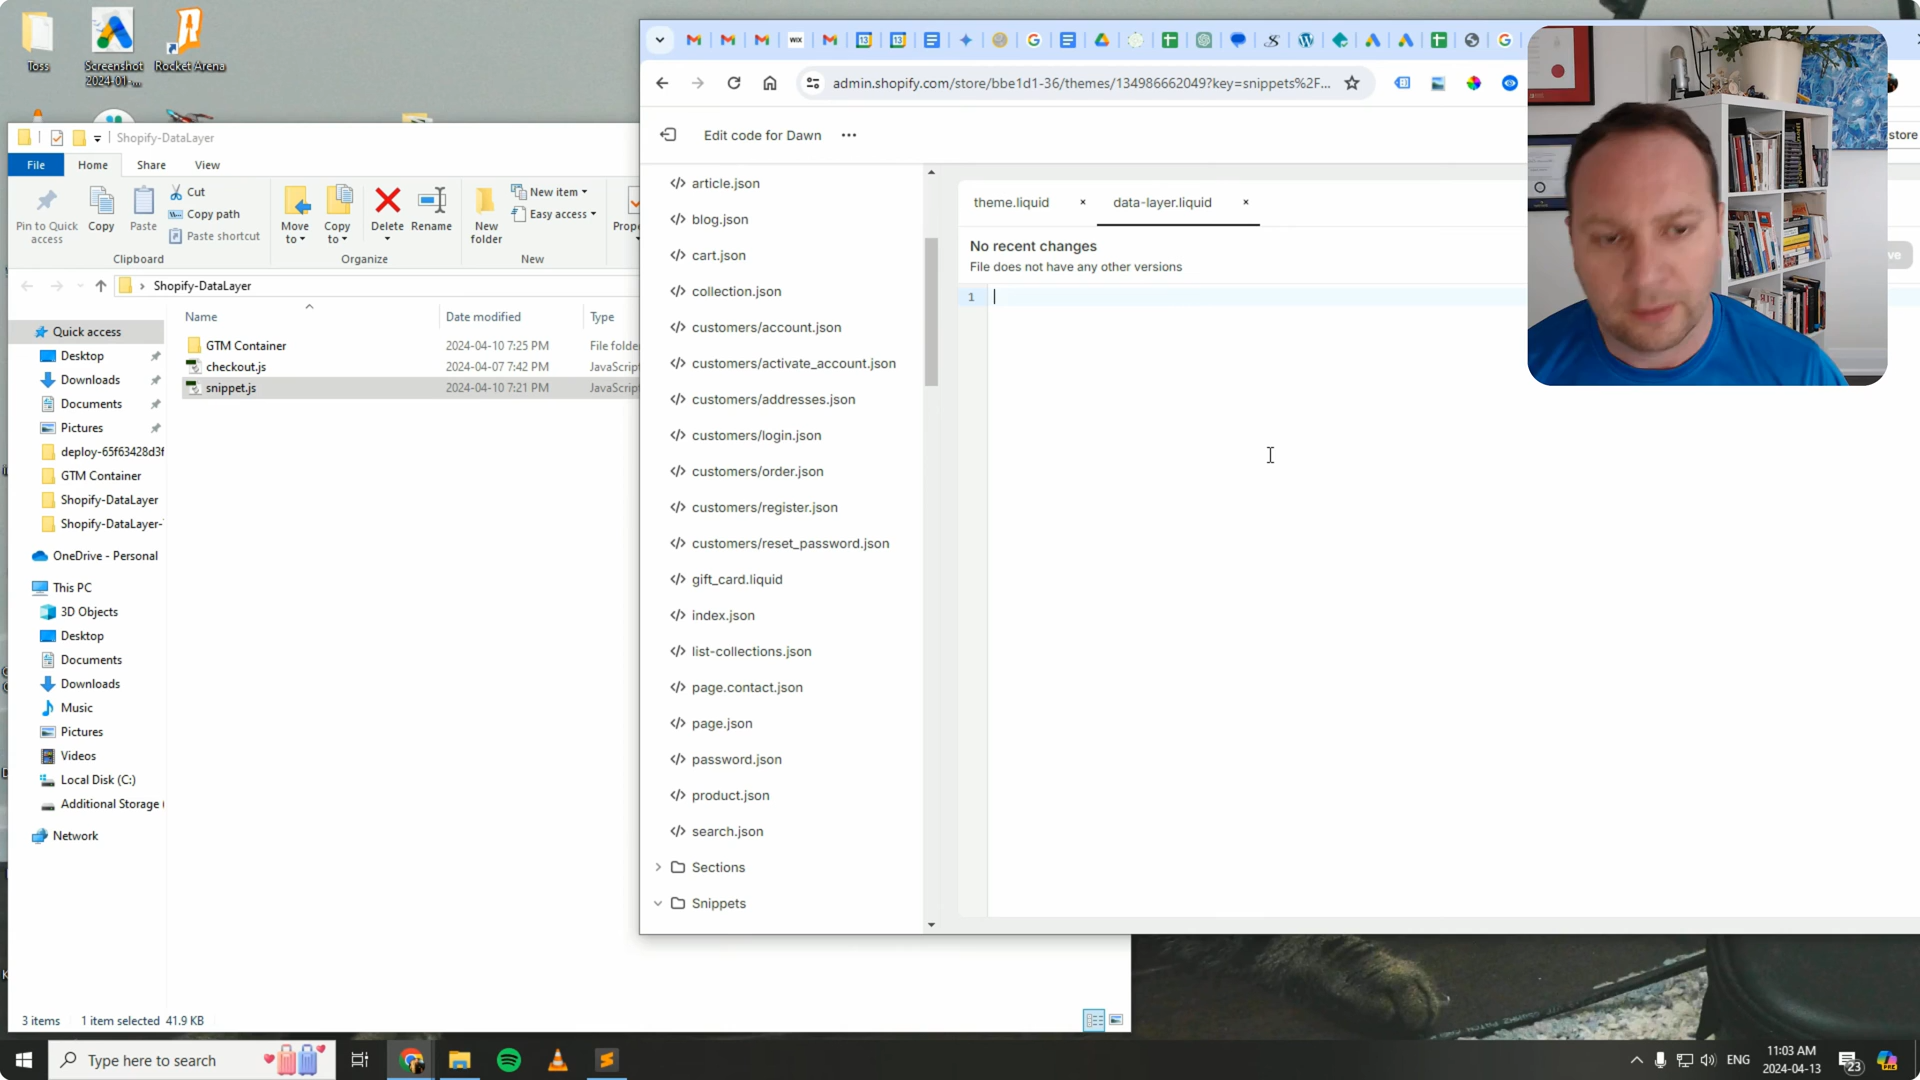 Toss
Screenshot
2024-01-...
Rocket Arena
Shopify-DataLayer
File
Home
Share
View
Pin to Quick
access
Copy
Paste
Cut
Copy path
Paste shortcut
Clipboard
Move
to
Copy
to
Delete
Rename
Organize
New
folder
New item
Easy access
New
Prope
Shopify-DataLayer
Name
Date modified
Type
GTM Container
2024-04-10 7:25 PM
File folde
checkout.js
2024-04-07 7:42 PM
JavaScrip
snippet.js
2024-04-10 7:21 PM
JavaScrip
Quick access
Desktop
Downloads
Documents
Pictures
deploy-65f63428d3f
GTM Container
Shopify-DataLayer
Shopify-DataLayer-
OneDrive - Personal
This PC
3D Objects
Desktop
Documents
Downloads
Music
Pictures
Videos
Local Disk (C:)
Additional Storage (
Network
3 items
1 item selected 41.9 KB
WIX
admin.shopify.com/store/bbe1d1-36/themes/134986662049?key=snippets%2F...
Edit code for Dawn
store
</> article.json
</> blog.json
</> cart.json
</> collection.json
</> customers/account.json
</> customers/activate_account.json
</> customers/addresses.json
</> customers/login.json
</> customers/order.json
</> customers/register.json
</> customers/reset_password.json
</> gift_card.liquid
</> index.json
</> list-collections.json
</> page.contact.json
</> page.json
</> password.json
</> product.json
</> search.json
Sections
Snippets
theme.liquid
data-layer.liquid
No recent changes
File does not have any other versions
ve
1
Type here to search
ENG
11:03 AM
2024-04-13
23